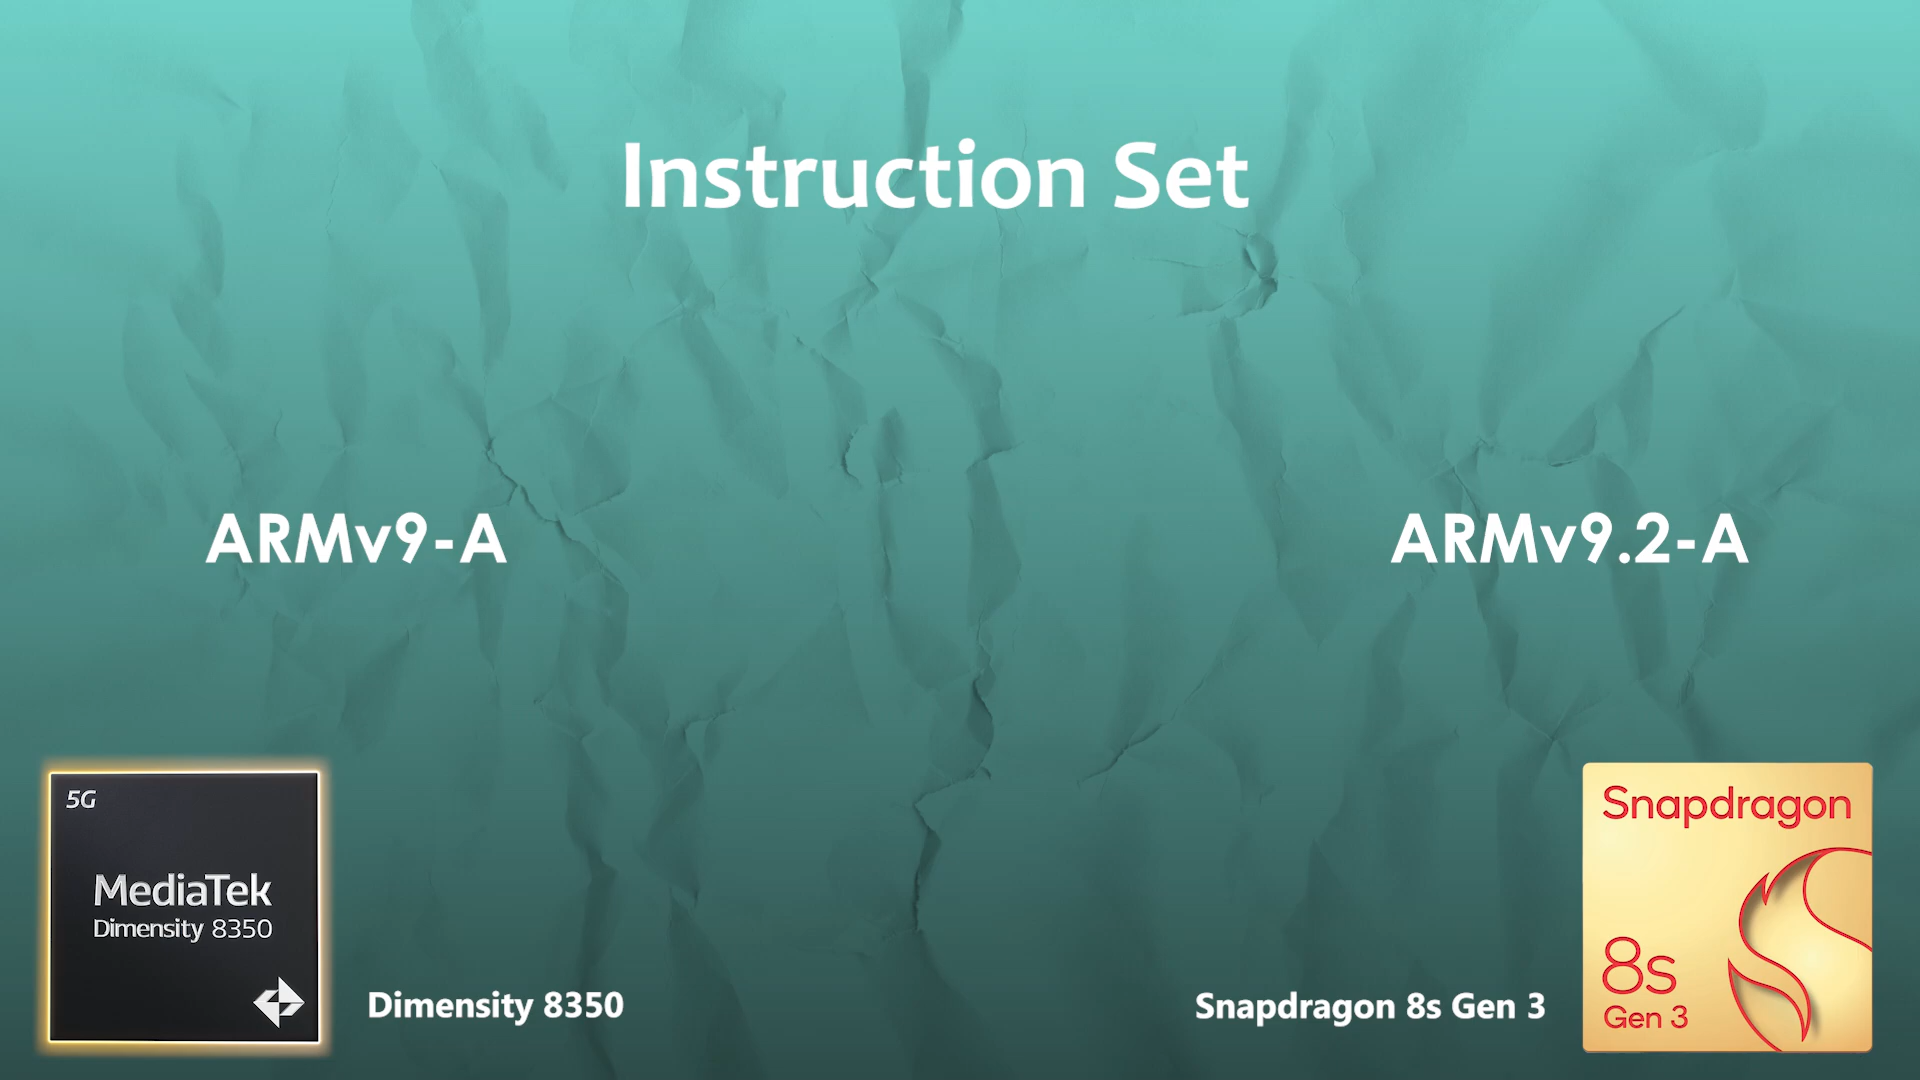 Instruction Set
ARMv9-A
ARMv9.2-A
5G
MediaTek
Dimensity 8350
Dimensity 8350
Snapdragon 8s Gen 3
Snapdragon
8s
Gen 3